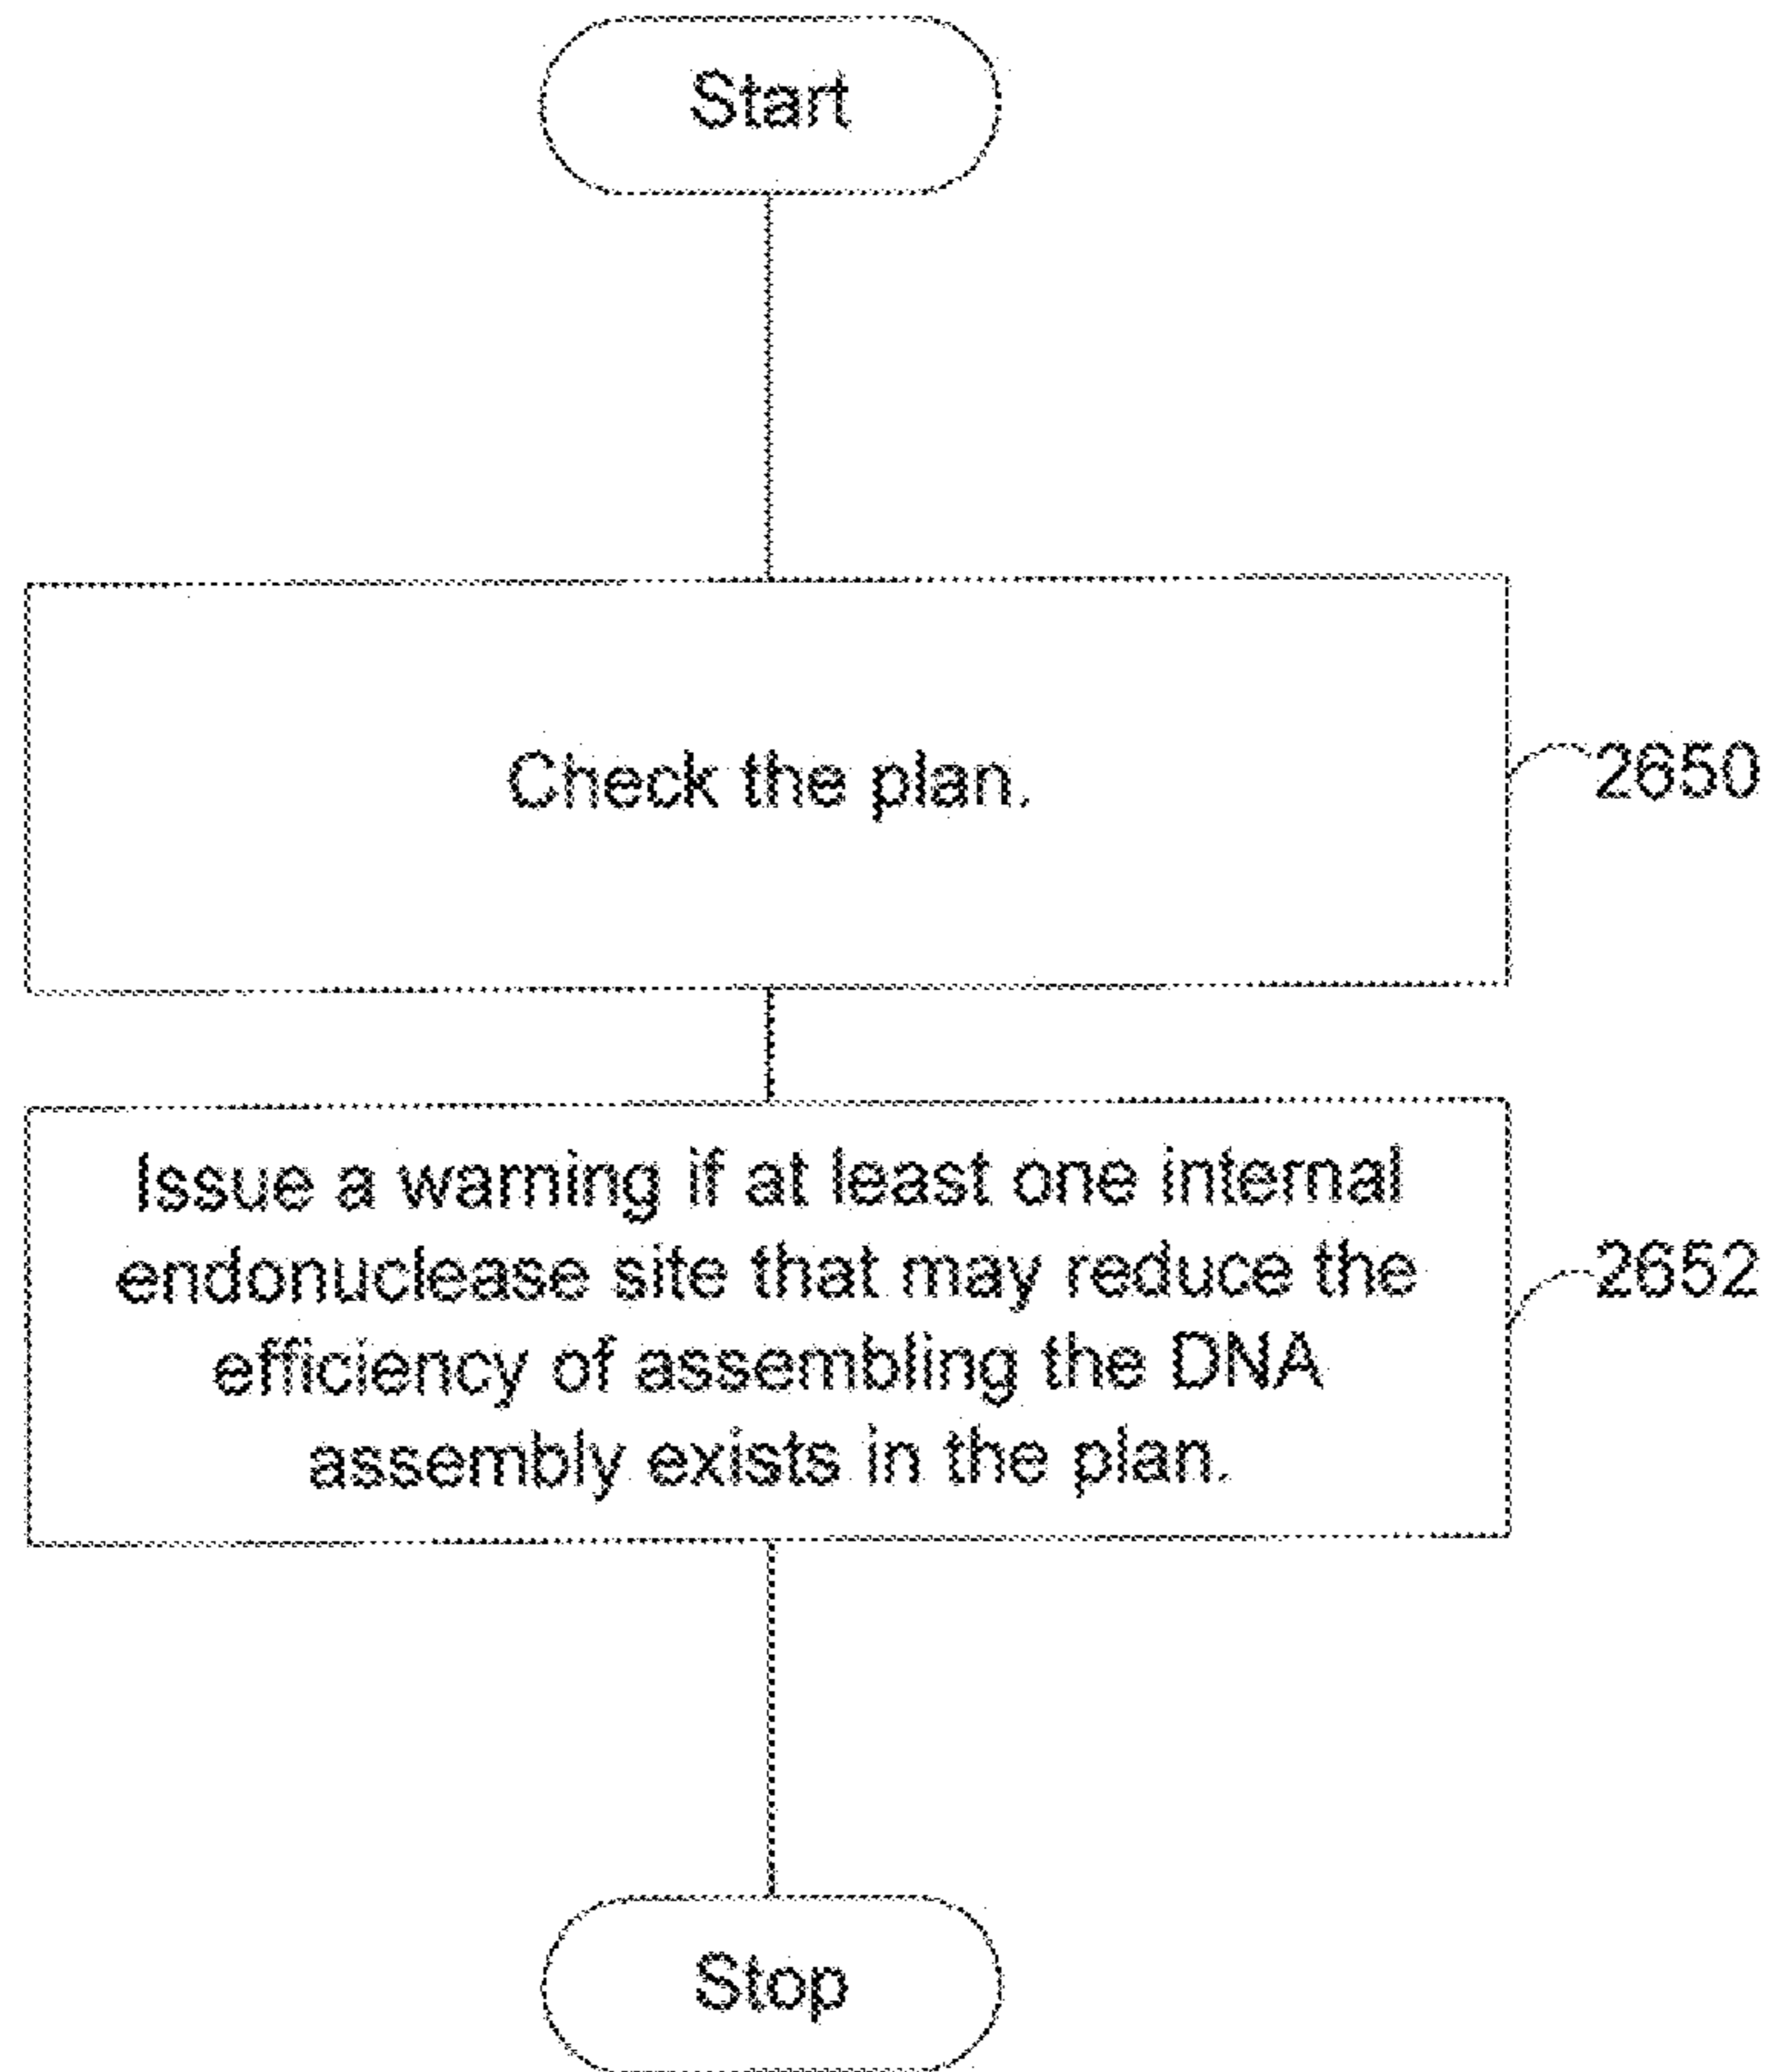 Start
Check the plan.
2650
Issue a warning if at least one internal
endonuclease site that may reduce the
efficiency of assembling the DNA
assembly exists in the plan.
2652
Stop